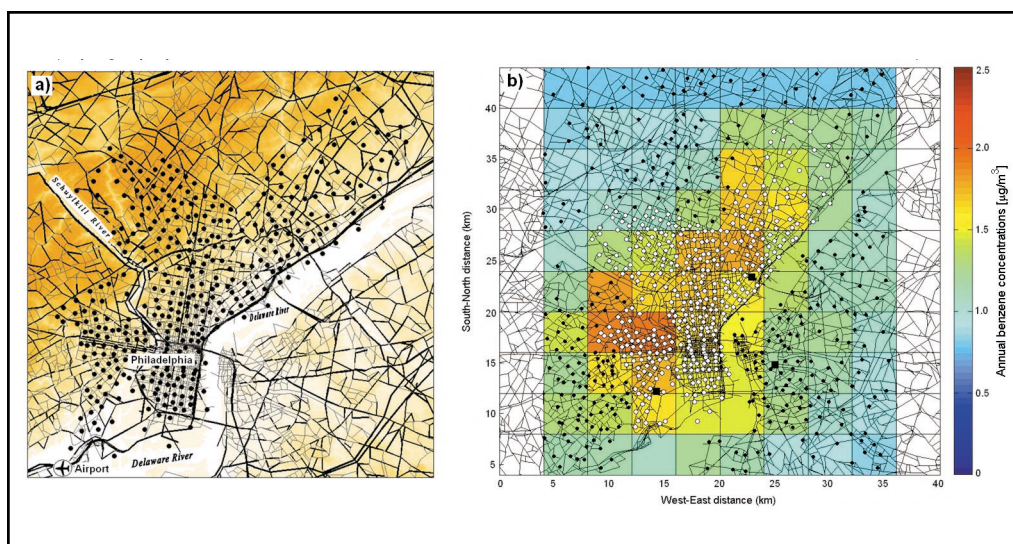 a)
Schuylkill River
Philadelphia
Delaware River
Airport
Delaware River
b)
South-North distance (km)
40
35
30
25
20
15
10
5
0
5
10
15
20
25
30
35
40
West-East distance (km)
2.5
2.0
1.5
1.0
0.5
0
Annual benzene concentrations [µg/m³]